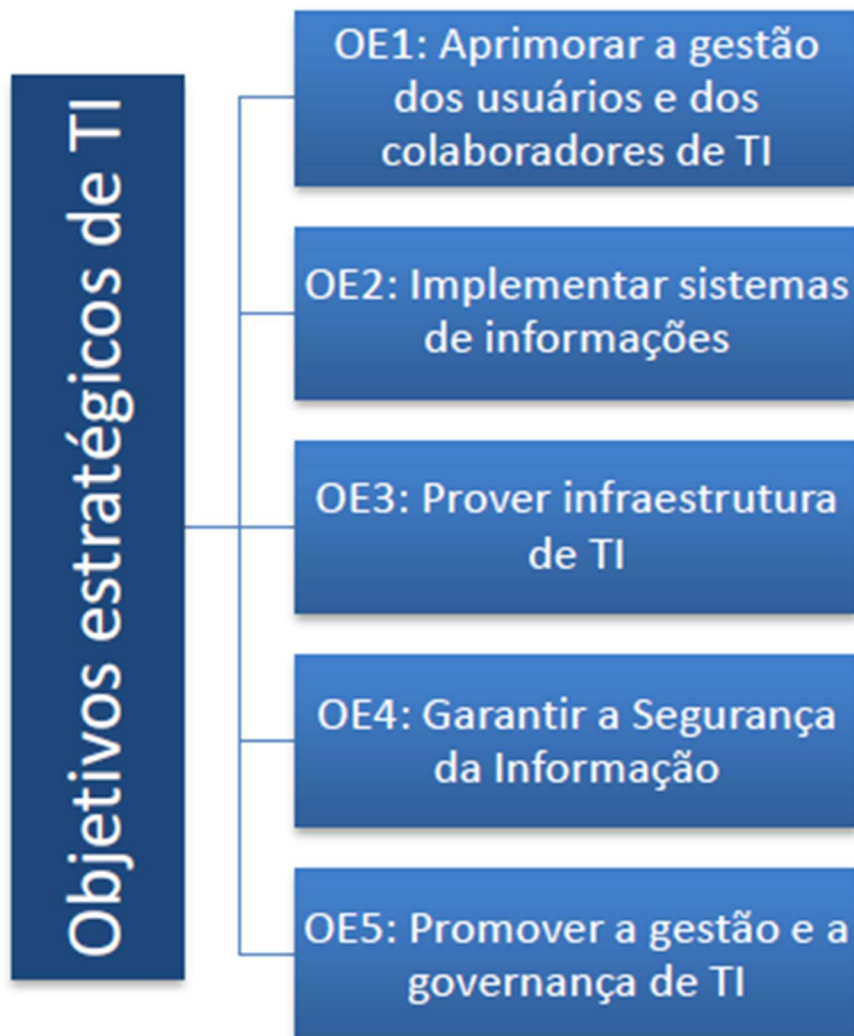 Objetivos estratégicos de TI
OE1: Aprimorar a gestão
dos usuários e dos
colaboradores de TI
OE2: Implementar sistemas
de informações
OE3: Prover infraestrutura
de TI
OE4: Garantir a Segurança
da Informação
OE5: Promover a gestão e a
governança de TI